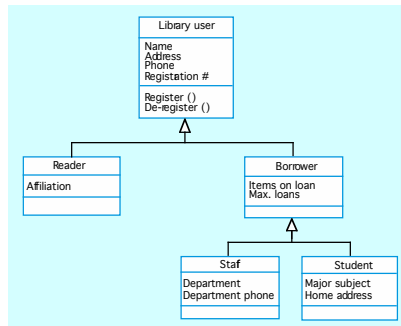 Library user
Name
Address
Phone
Registration #
Register ()
De-register ()
Reader
Affiliation
Borrower
Items on loan
Max. loans
Staff
Department
Department phone
Student
Major subject
Home address